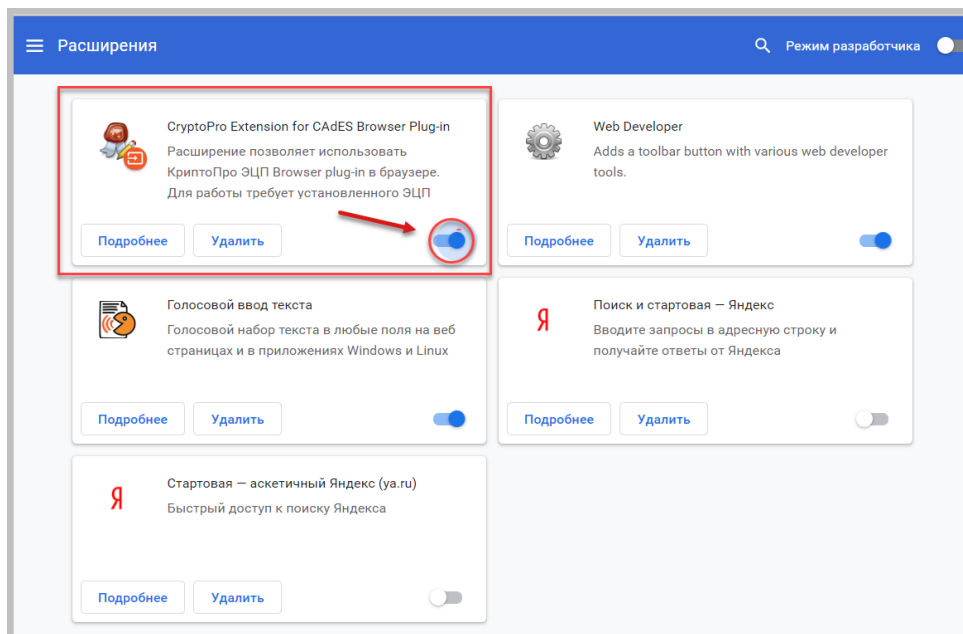 Расширения
Режим разработчика
CryptoPro Extension for CAdES Browser Plug-in
Расширение позволяет использовать
КриптоПро ЭЦП Browser plug-in в браузере.
Для работы требует установленного ЭЦП
Подробнее
Удалить
Web Developer
Adds a toolbar button with various web developer
tools.
Подробнее
Удалить
Голосовой ввод текста
Голосовой набор текста в любые поля на веб
страницах и в приложениях Windows и Linux
Подробнее
Удалить
Я
Поиск и стартовая — Яндекс
Вводите запросы в адресную строку и
получайте ответы от Яндекса
Подробнее
Удалить
Я
Стартовая — аскетичный Яндекс (ya.ru)
Быстрый доступ к поиску Яндекса
Подробнее
Удалить